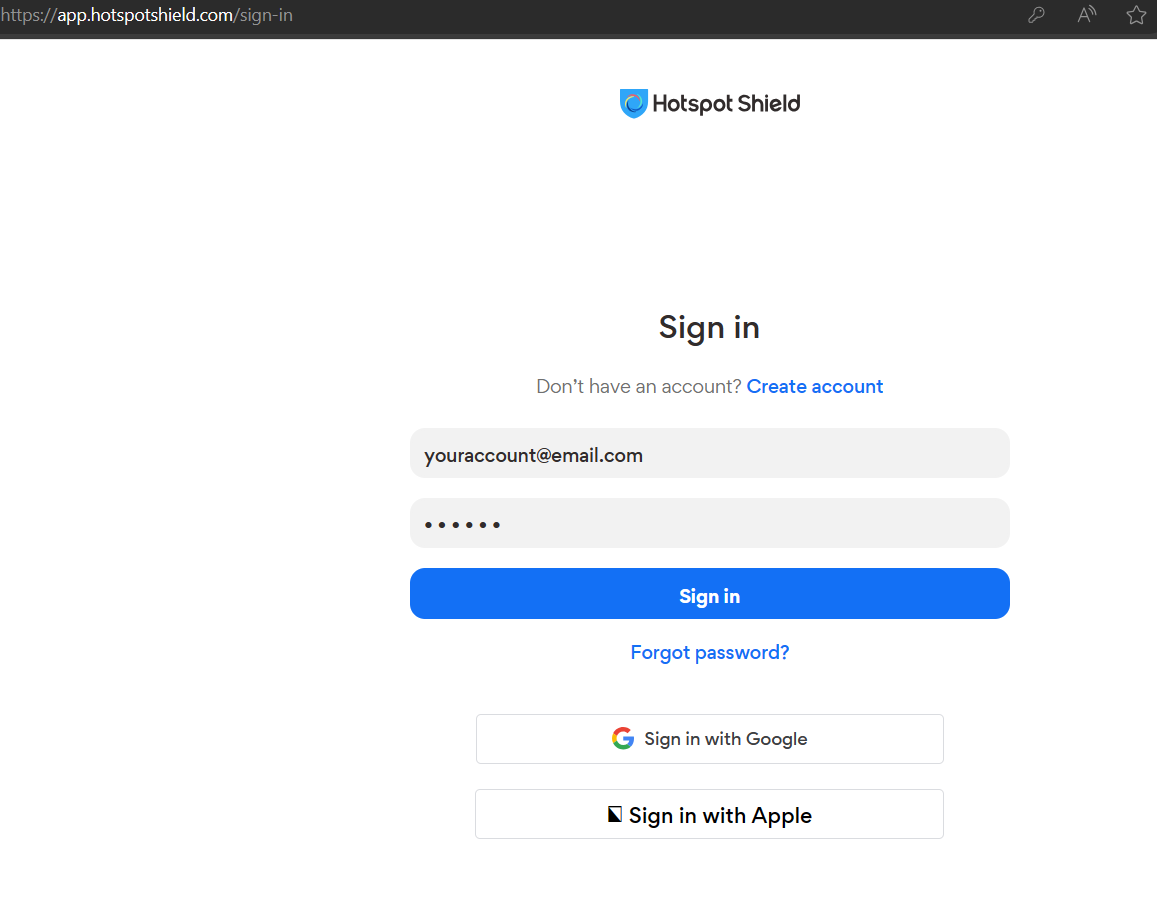 https://app.hotspotshield.com/sign-in
Hotspot Shield
Sign in
Don’t have an account? Create account
youraccount@email.com
••••••
Sign in
Forgot password?
Sign in with Google
Sign in with Apple